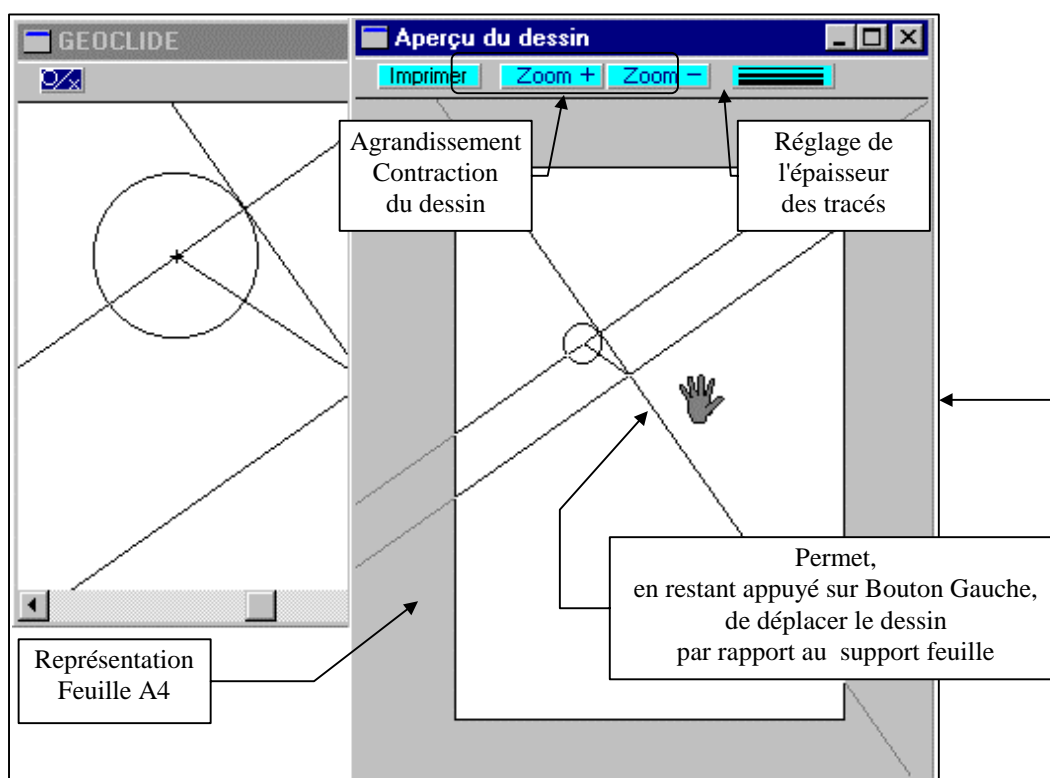 GEOCLIDE
Aperçu du dessin
Imprimer
Zoom +
Zoom −
Agrandissement
Contraction
du dessin
Réglage de
l'épaisseur
des tracés
Permet,
en restant appuyé sur Bouton Gauche,
de déplacer le dessin
par rapport au support feuille
Représentation
Feuille A4